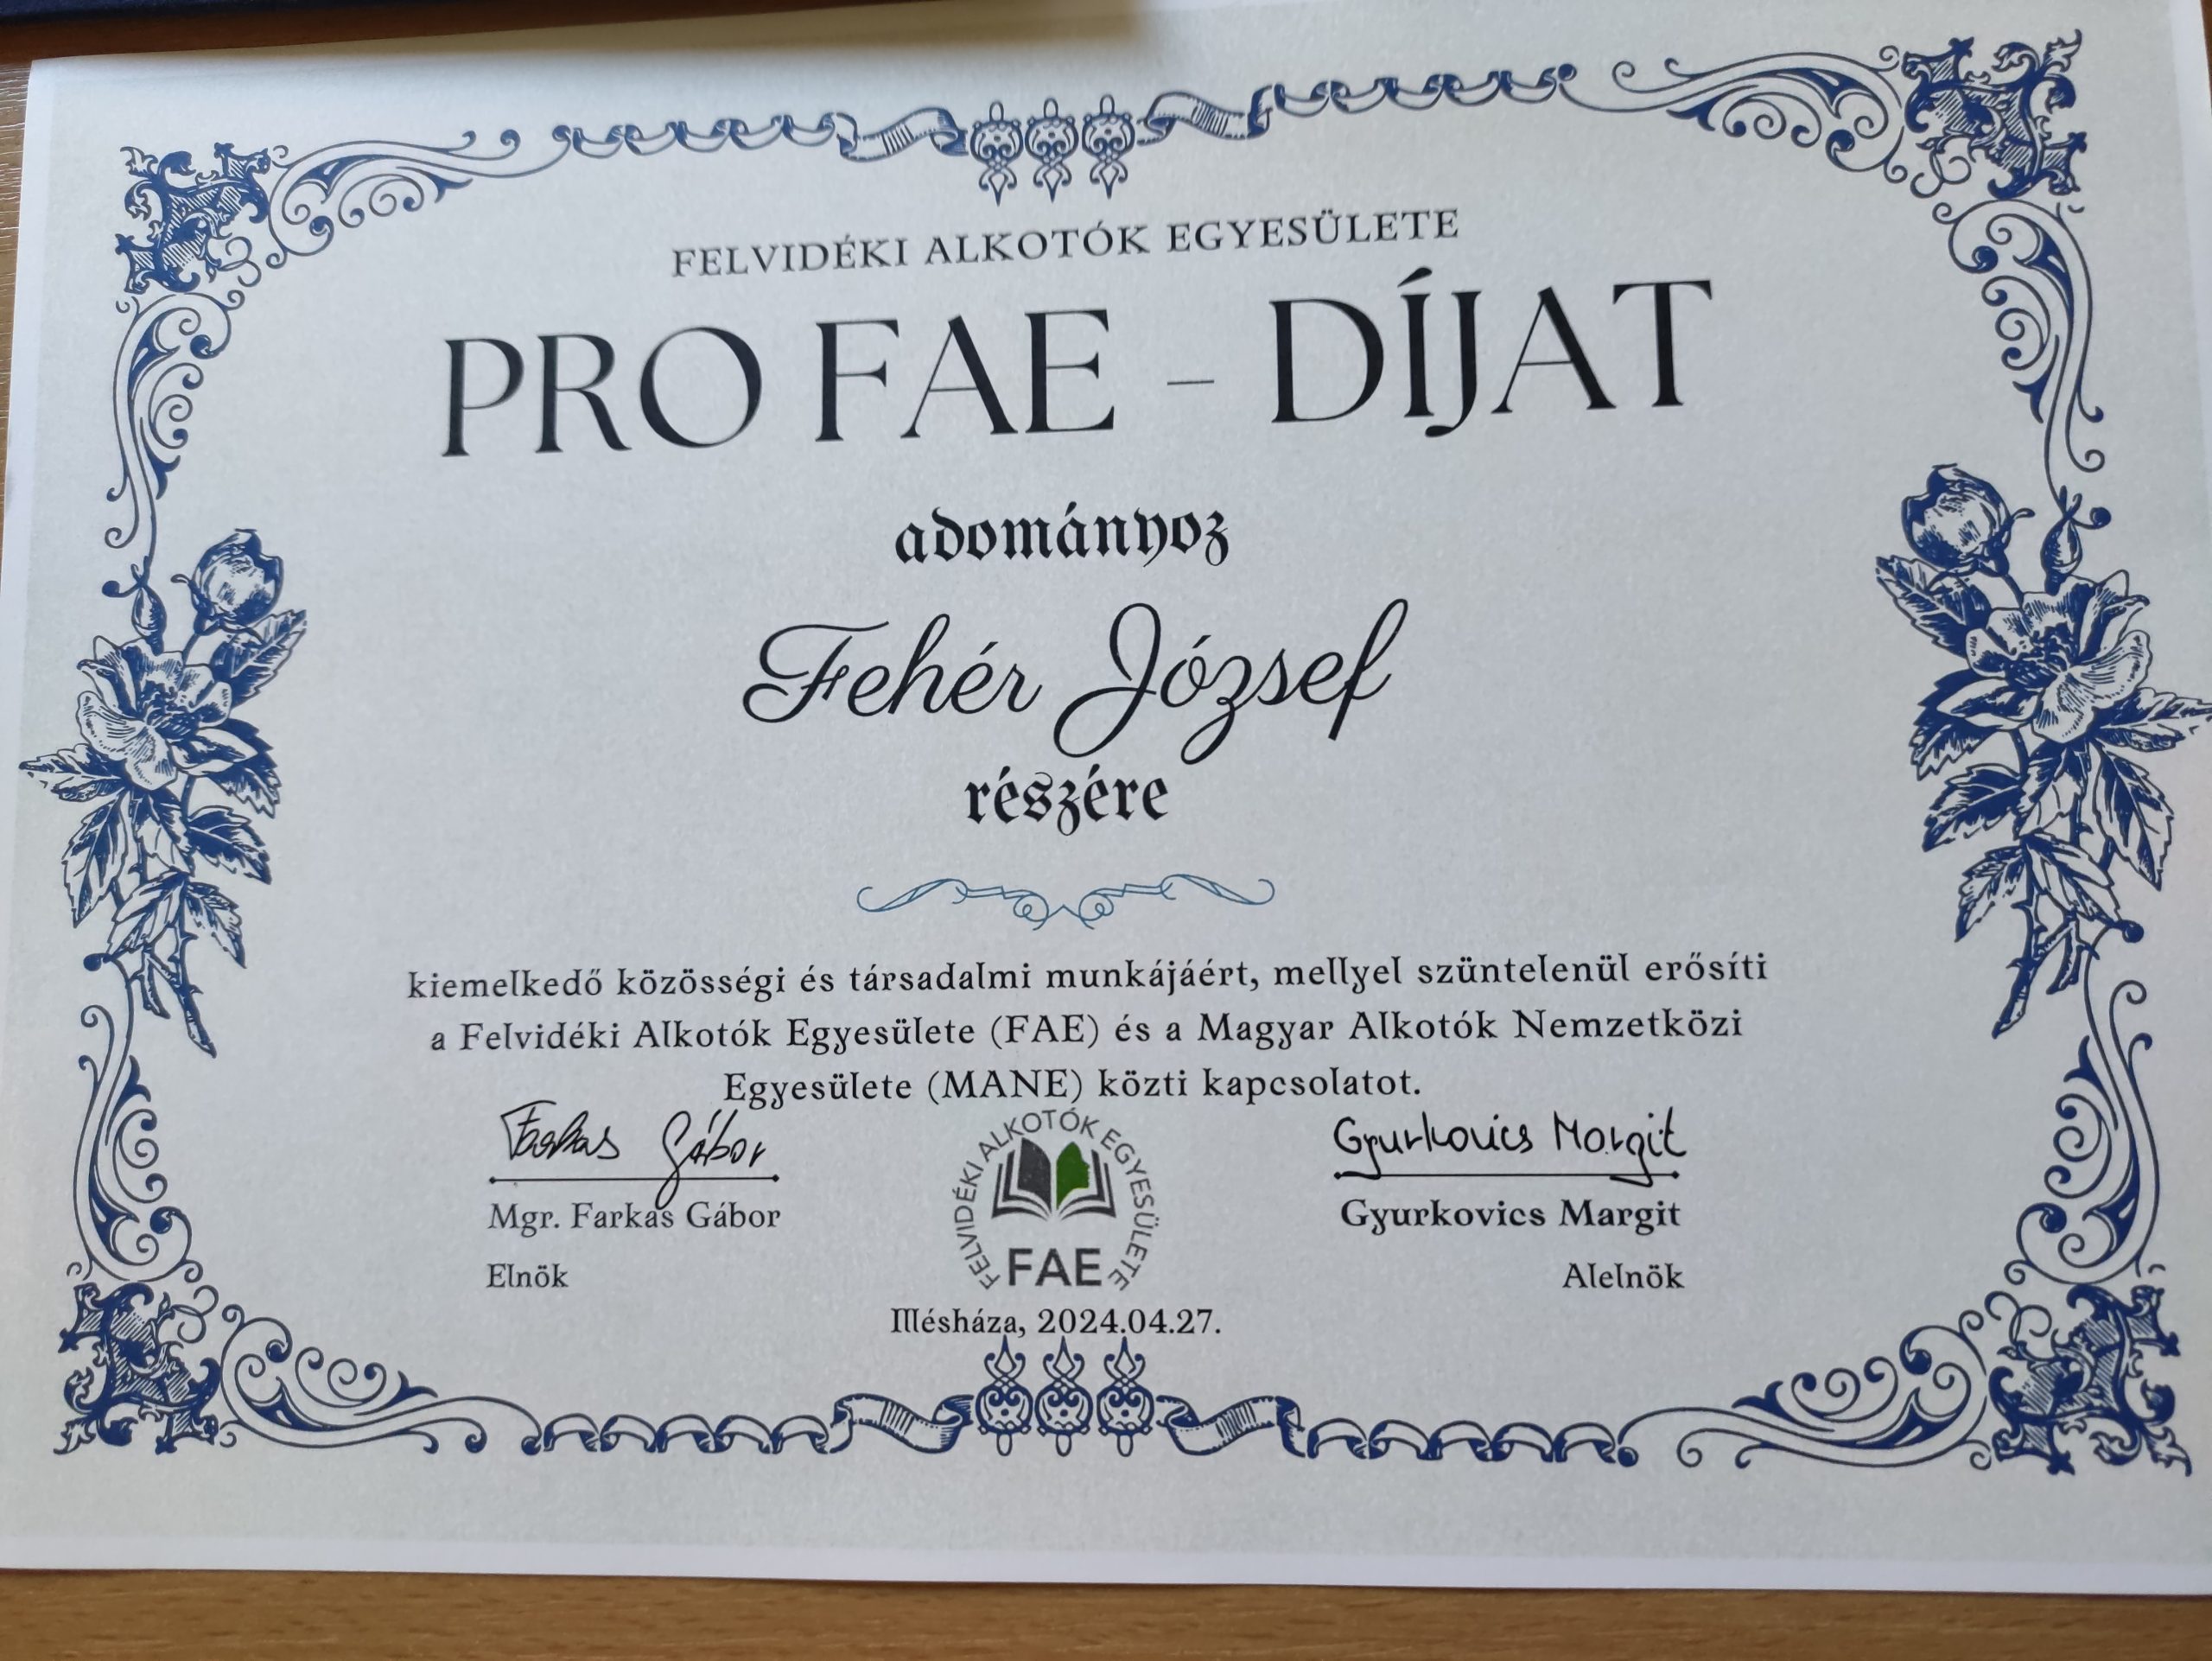 FELVIDÉKI ALKOTÓK EGYESÜLETE
PRO FAE - DÍJAT
adományoz
Fehér József
részére
kiemelkedő közösségi és társadalmi munkájáért, mellyel szüntelenül erősíti
a Felvidéki Alkotók Egyesülete (FAE) és a Magyar Alkotók Nemzetközi
Egyesülete (MANE) közti kapcsolatot.
Farkas Gábor
Mgr. Farkas Gábor
Elnök
FELVIDÉKI ALKOTÓK EGYESÜLETE
FAE
Gyurkovics Margit
Gyurkovics Margit
Alelnök
Mésháza, 2024.04.27.